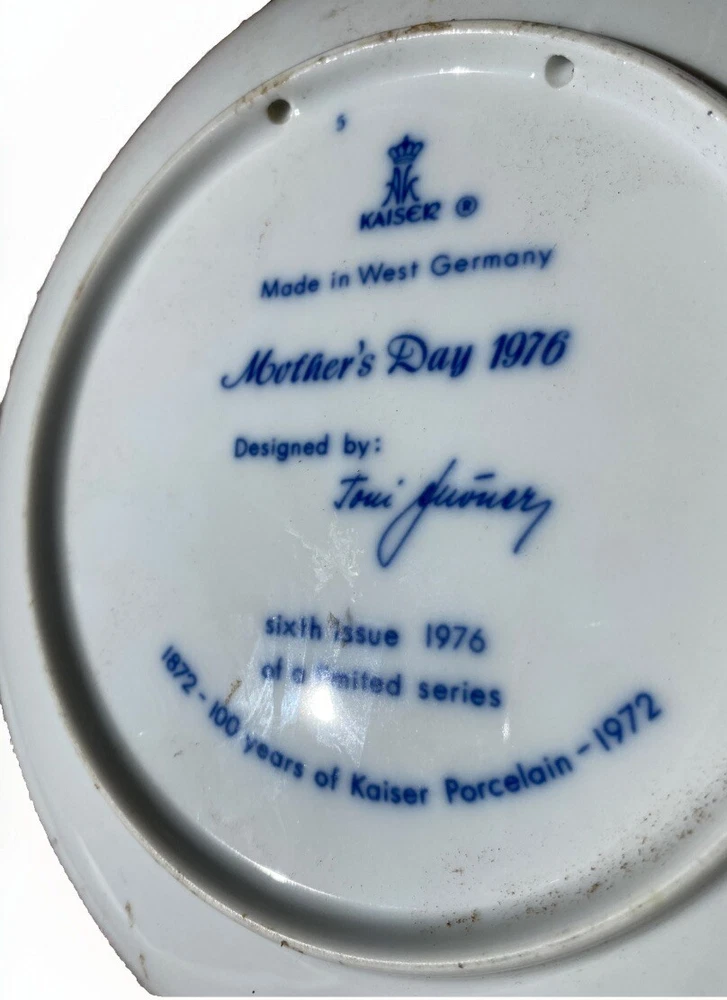 5
AK
KAISER ®
Made in West Germany
Mother's Day 1976
Designed by:
Toni
sixth issue 1976
of a limited series
1872 - 100 years of Kaiser Porcelain - 1972